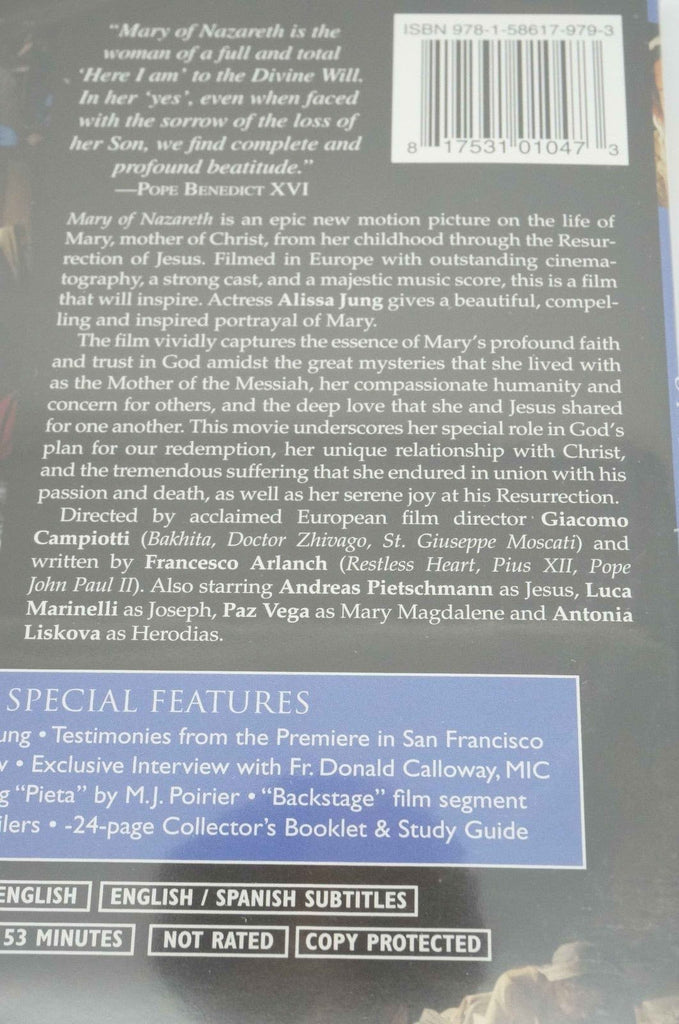 "Mary of Nazareth is the
woman of a full and total
'Here I am' to the Divine Will.
In her 'yes', even when faced
with the sorrow of the loss of
her Son, we find complete and
profound beatitude."
—POPE BENEDICT XVI
ISBN 978-1-58617-979-3
8 17531 01047 3
Mary of Nazareth is an epic new motion picture on the life of
Mary, mother of Christ, from her childhood through the Resur-
rection of Jesus. Filmed in Europe with outstanding cinema-
tography, a strong cast, and a majestic music score, this is a film
that will inspire. Actress Alissa Jung gives a beautiful, compel-
ling and inspired portrayal of Mary.
The film vividly captures the essence of Mary's profound faith
and trust in God amidst the great mysteries that she lived with
as the Mother of the Messiah, her compassionate humanity and
concern for others, and the deep love that she and Jesus shared
for one another. This movie underscores her special role in God's
plan for our redemption, her unique relationship with Christ,
and the tremendous suffering that she endured in union with his
passion and death, as well as her serene joy at his Resurrection.
Directed by acclaimed European film director Giacomo
Campiotti (Bakhita, Doctor Zhivago, St. Giuseppe Moscati) and
written by Francesco Arlanch (Restless Heart, Pius XII, Pope
John Paul II). Also starring Andreas Pietschmann as Jesus, Luca
Marinelli as Joseph, Paz Vega as Mary Magdalene and Antonia
Liskova as Herodias.
SPECIAL FEATURES
ung • Testimonies from the Premiere in San Francisco
• Exclusive Interview with Fr. Donald Calloway, MIC
g "Pieta" by M.J. Poirier • "Backstage" film segment
ilers • -24-page Collector's Booklet & Study Guide
ENGLISH ENGLISH / SPANISH SUBTITLES
53 MINUTES NOT RATED COPY PROTECTED